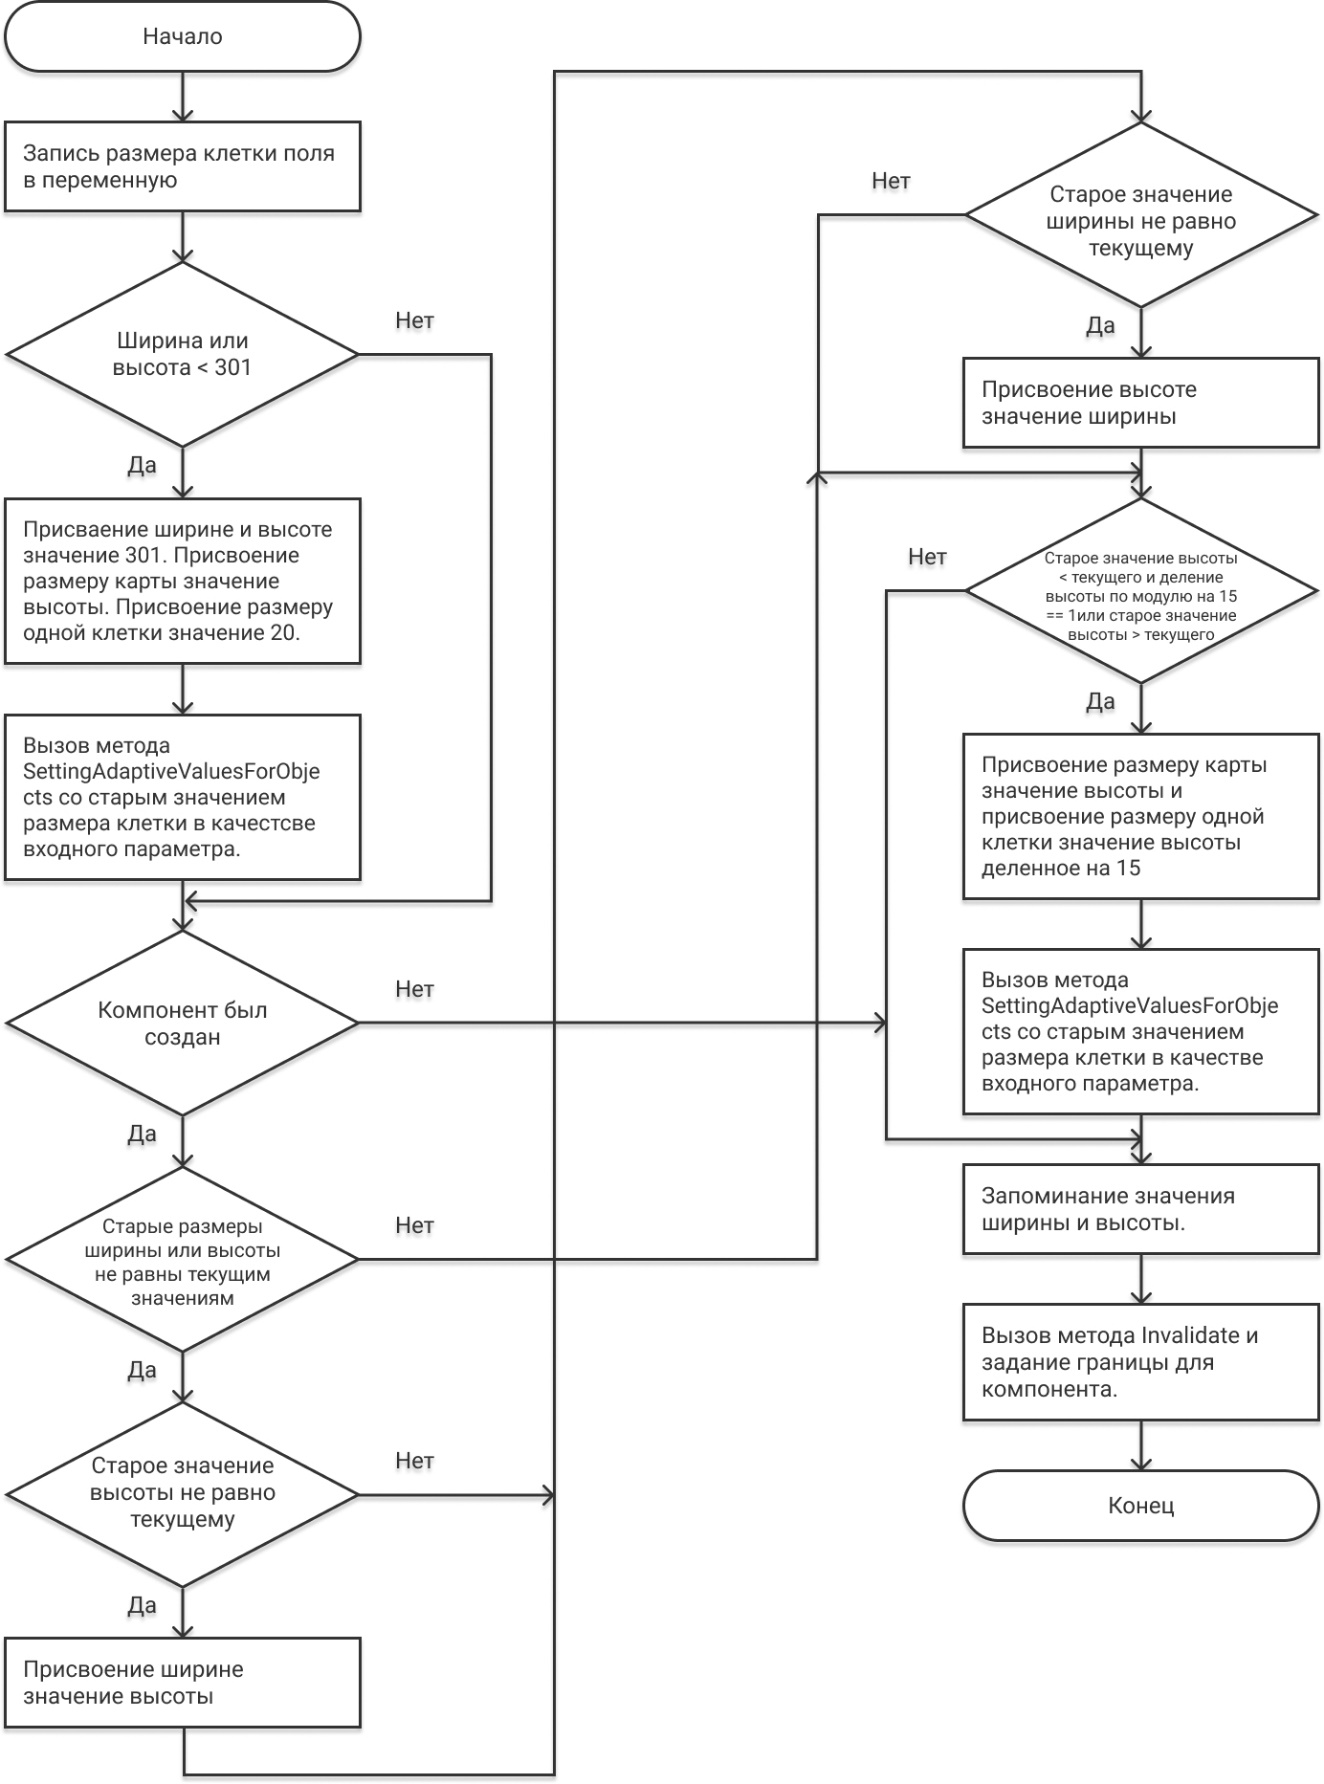 Начало
Запись размера клетки поля
в переменную
Ширина или
высота < 301
Нет
Да
Присваение ширине и высоте
значение 301. Присвоение
размеру карты значение
высоты. Присвоение размеру
одной клетки значение 20.
Вызов метода
SettingAdaptiveValuesForObje
cts со старым значением
размера клетки в качестсве
входного параметра.
Компонент был
создан
Нет
Да
Старые размеры
ширины или высоты
не равны текущим
значениям
Нет
Да
Старое значение
высоты не равно
текущему
Нет
Да
Присвоение ширине
значение высоты
Старое значение
ширины не равно
текущему
Нет
Да
Присвоение высоте
значение ширины
Старое значение высоты
< текущего и деление
высоты по модулю на 15
== 1или старое значение
высоты > текущего
Нет
Да
Присвоение размеру карты
значение высоты и
присвоение размеру одной
клетки значение высоты
деленное на 15
Вызов метода
SettingAdaptiveValuesForObje
cts со старым значением
размера клетки в качестве
входного параметра.
Запоминание значения
ширины и высоты.
Вызов метода Invalidate и
задание границы для
компонента.
Конец